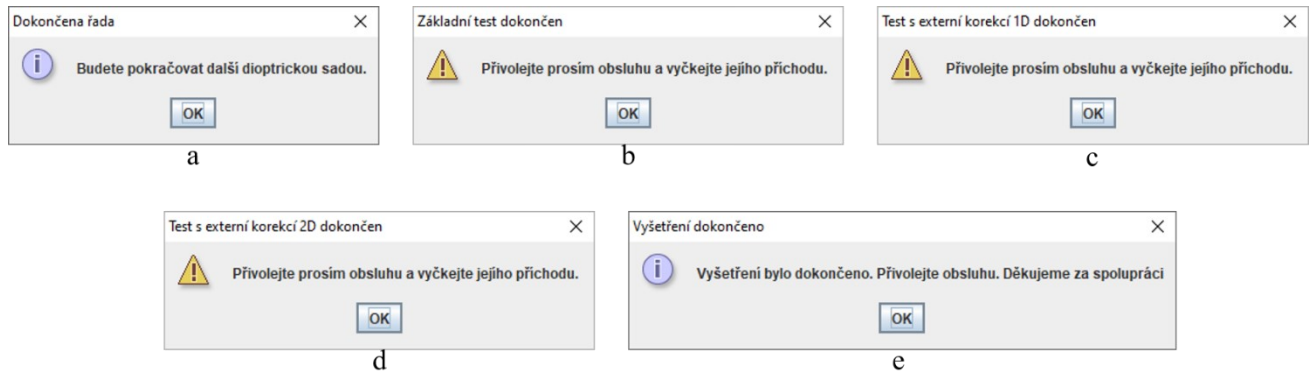 Dokončena řada
Budete pokračovat další dioptrickou sadou.
OK
a
Základní test dokončen
Přivolejte prosím obsluhu a vyčkejte jejího příchodu.
OK
b
Test s externí korekcí 1D dokončen
Přivolejte prosím obsluhu a vyčkejte jejího příchodu.
OK
c
Test s externí korekcí 2D dokončen
Přivolejte prosím obsluhu a vyčkejte jejího příchodu.
OK
d
Vyšetření dokončeno
Vyšetření bylo dokončeno. Přivolejte obsluhu. Děkujeme za spolupráci
OK
e